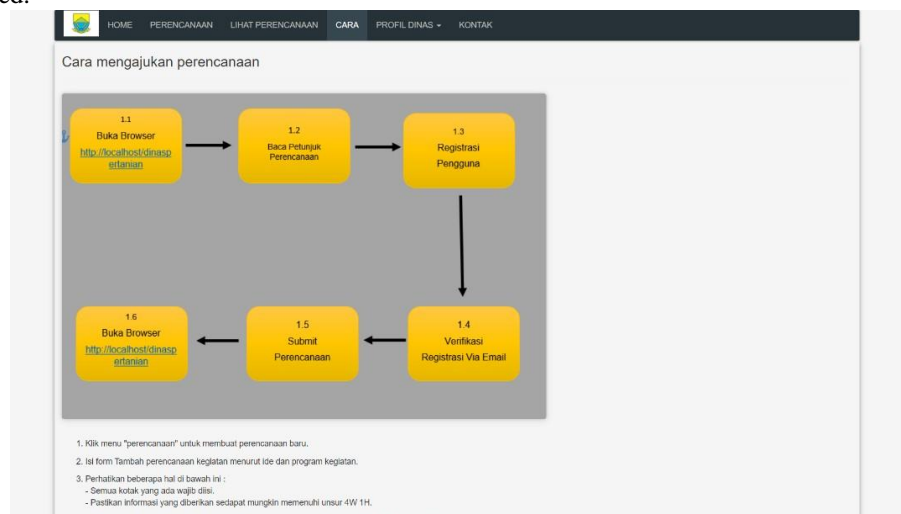 ed.
HOME PERENCANAAN LIHAT PERENCANAAN CARA PROFIL DINAS KONTAK
Cara mengajukan perencanaan
1.1
Buka Browser
http://localhost/dinasp
ertanian
1.2
Baca Petunjuk
Perencanaan
1.3
Registrasi
Pengguna
1.4
Verifikasi
Registrasi Via Email
1.5
Submit
Perencanaan
1.6
Buka Browser
http://localhost/dinasp
ertanian
1. Klik menu "perencanaan" untuk membuat perencanaan baru.
2. Isi form Tambah perencanaan kegiatan menurut ide dan program kegiatan.
3. Perhatikan beberapa hal di bawah ini :
- Semua kotak yang ada wajib diisi.
- Pastikan informasi yang diberikan sedapat mungkin memenuhi unsur 4W 1H.